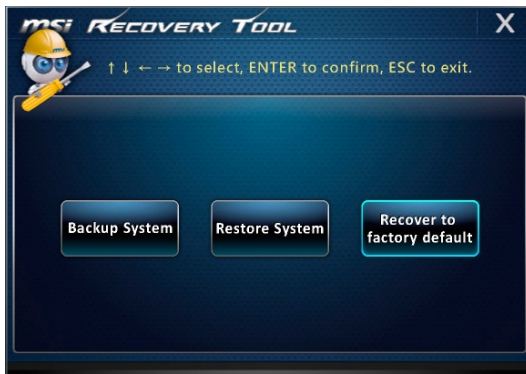 msi RECOVERY TOOL
X
↑ ↓ ← → to select, ENTER to confirm, ESC to exit.
Backup System
Restore System
Recover to
factory default